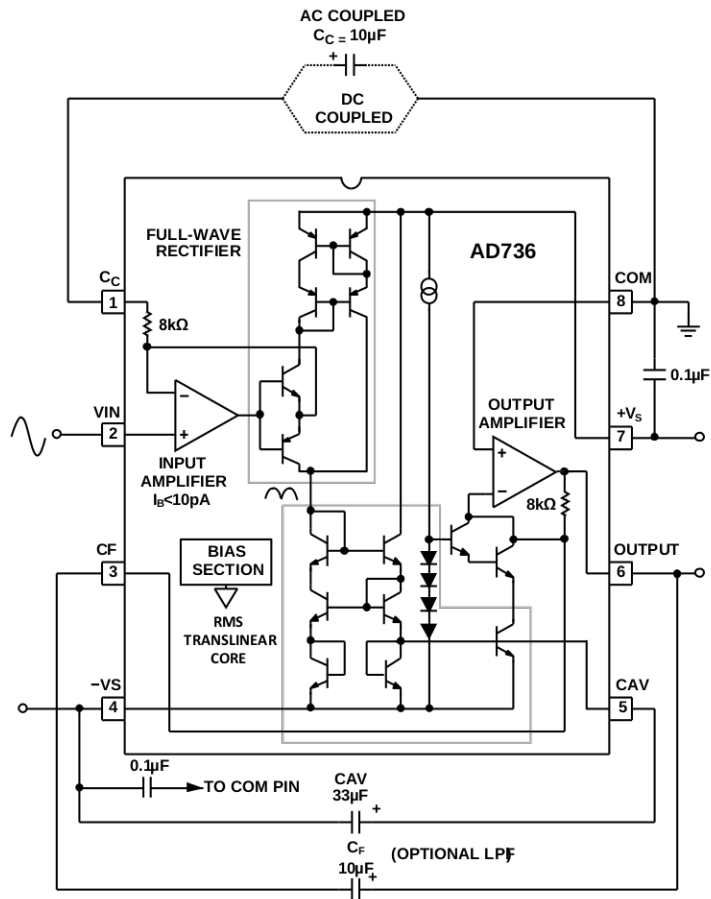 AC COUPLED
CC = 10µF
+
DC
COUPLED
FULL-WAVE
RECTIFIER
AD736
CC
1
8kΩ
COM
8
0.1µF
VIN
2
−
+
INPUT
AMPLIFIER
IB<10pA
OUTPUT
AMPLIFIER
+
−
8kΩ
+VS
7
CF
3
BIAS
SECTION
RMS
TRANSLINEAR
CORE
OUTPUT
6
−VS
4
CAV
5
0.1µF
TO COM PIN
CAV
33µF
+
CF
10µF
+
(OPTIONAL LPF)